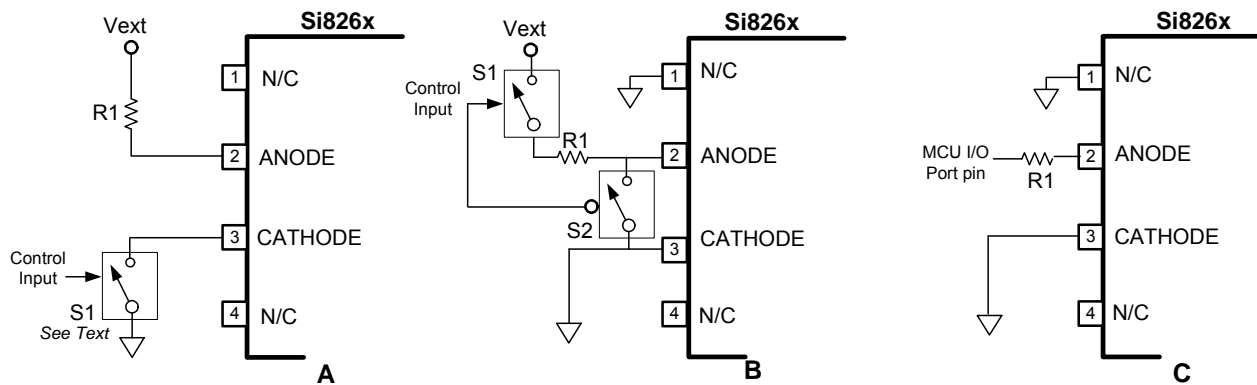 Si826x
Vext
R1
1 N/C
2 ANODE
3 CATHODE
4 N/C
Control
Input
S1
See Text
A
Si826x
Vext
S1
Control
Input
R1
S2
1 N/C
2 ANODE
3 CATHODE
4 N/C
B
Si826x
1 N/C
MCU I/O
Port pin
R1
2 ANODE
3 CATHODE
4 N/C
C